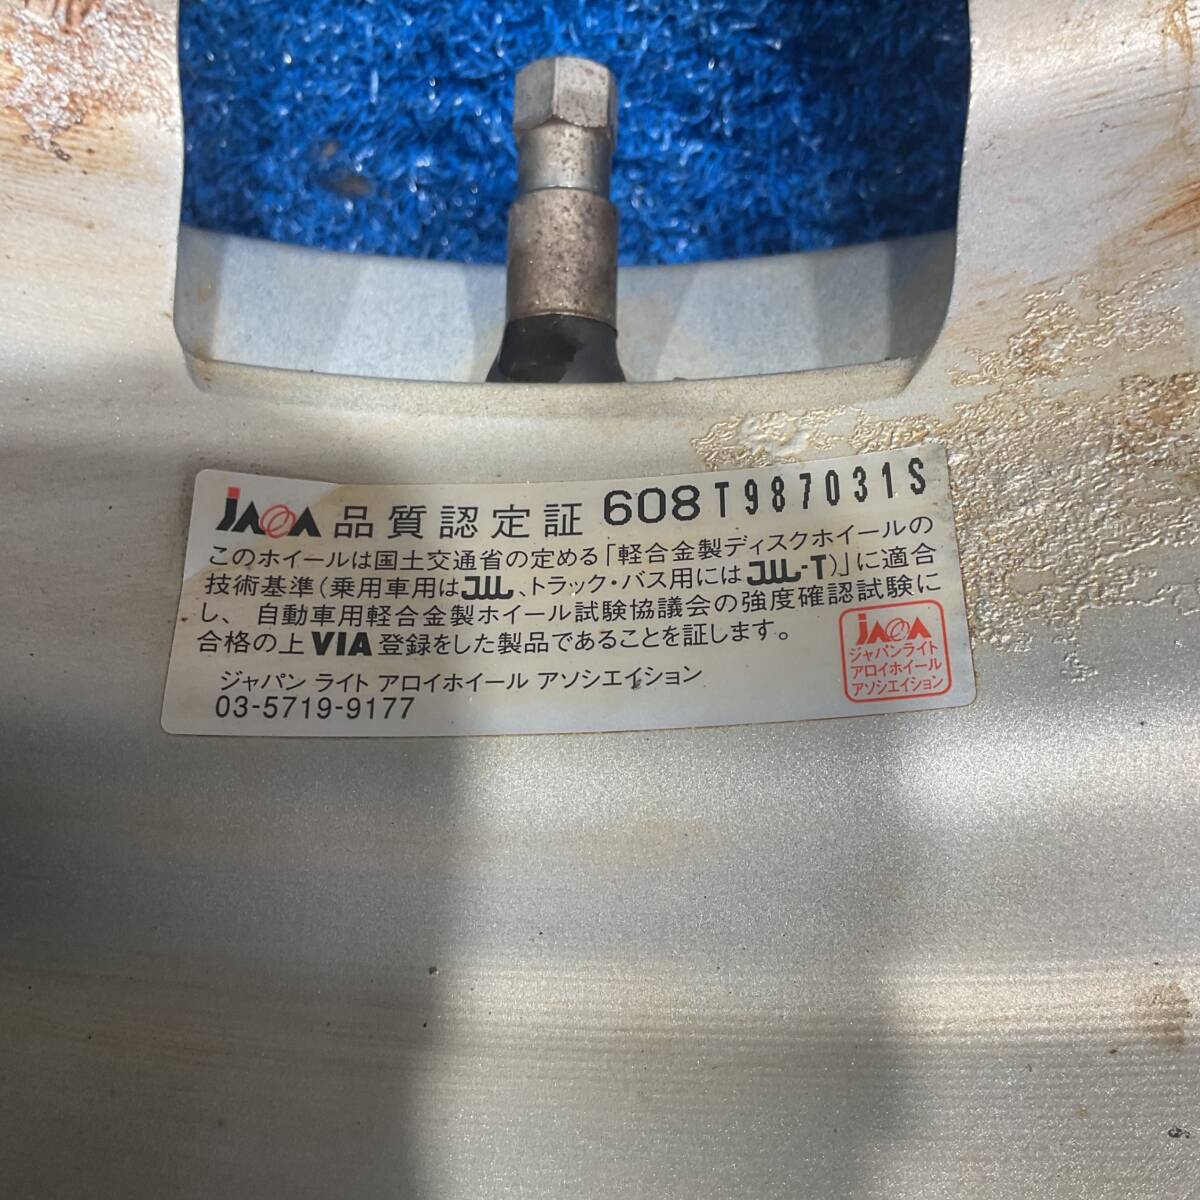 JAWA 品質認定証 608T987031S
このホイールは国土交通省の定める「軽合金製ディスクホイールの
技術基準(乗用車用はJWL、トラック・バス用にはJWL-T)」に適合
し、自動車用軽合金製ホイール試験協議会の強度確認試験に
合格の上VIA登録をした製品であることを証します。
ジャパン ライト アロイホイール アソシエイション
03-5719-9177
JAWA
ジャパンライト
アロイホイール
アソシエイション